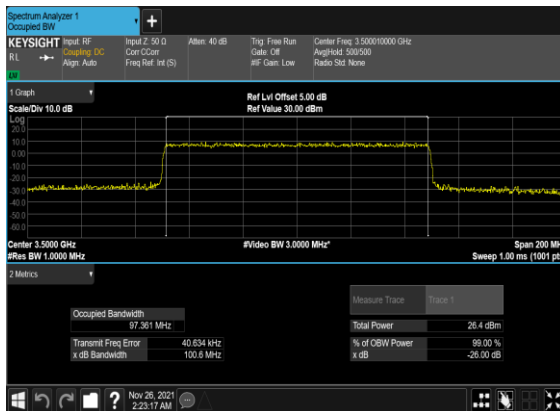 Spectrum Analyzer 1
Occupied BW
KEYSIGHT
RL
Input: RF
Coupling: DC
Align: Auto
Input Z: 50 Ω
Corr CCorr
Freq Ref: Int (S)
Atten: 40 dB
Trig: Free Run
Gate: Off
#IF Gain: Low
Center Freq: 3.500010000 GHz
Avg|Hold: 500/500
Radio Std: None
1 Graph
Scale/Div 10.0 dB
Ref Lvl Offset 5.00 dB
Ref Value 30.00 dBm
Log
20.0
10.0
0.00
-10.0
-20.0
-30.0
-40.0
-50.0
-60.0
Center 3.5000 GHz
#Video BW 3.0000 MHz*
Span 200 MH
#Res BW 1.0000 MHz
Sweep 1.00 ms (1001 pt
2 Metrics
Measure Trace
Trace 1
Occupied Bandwidth
97.361 MHz
Total Power
26.4 dBm
Transmit Freq Error
40.634 kHz
% of OBW Power
99.00 %
x dB Bandwidth
100.6 MHz
x dB
-26.00 dB
Nov 26, 2021
2:23:17 AM